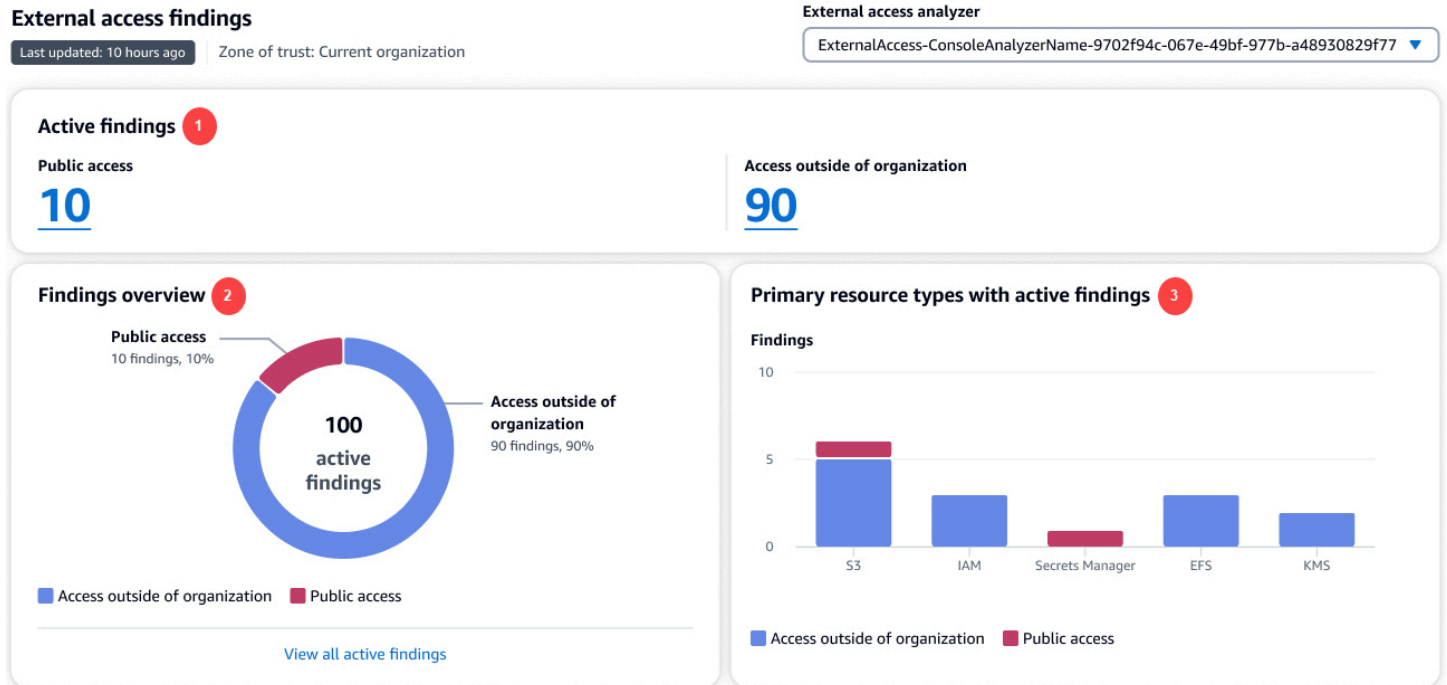 External access findings
Last updated: 10 hours ago
Zone of trust: Current organization
External access analyzer
ExternalAccess-ConsoleAnalyzerName-9702f94c-067e-49bf-977b-a48930829f77
Active findings 1
Public access
10
Access outside of organization
90
Findings overview 2
Public access
10 findings, 10%
Access outside of
organization
90 findings, 90%
100
active
findings
Access outside of organization
Public access
View all active findings
Primary resource types with active findings 3
Findings
10
5
0
S3
IAM
Secrets Manager
EFS
KMS
Access outside of organization
Public access